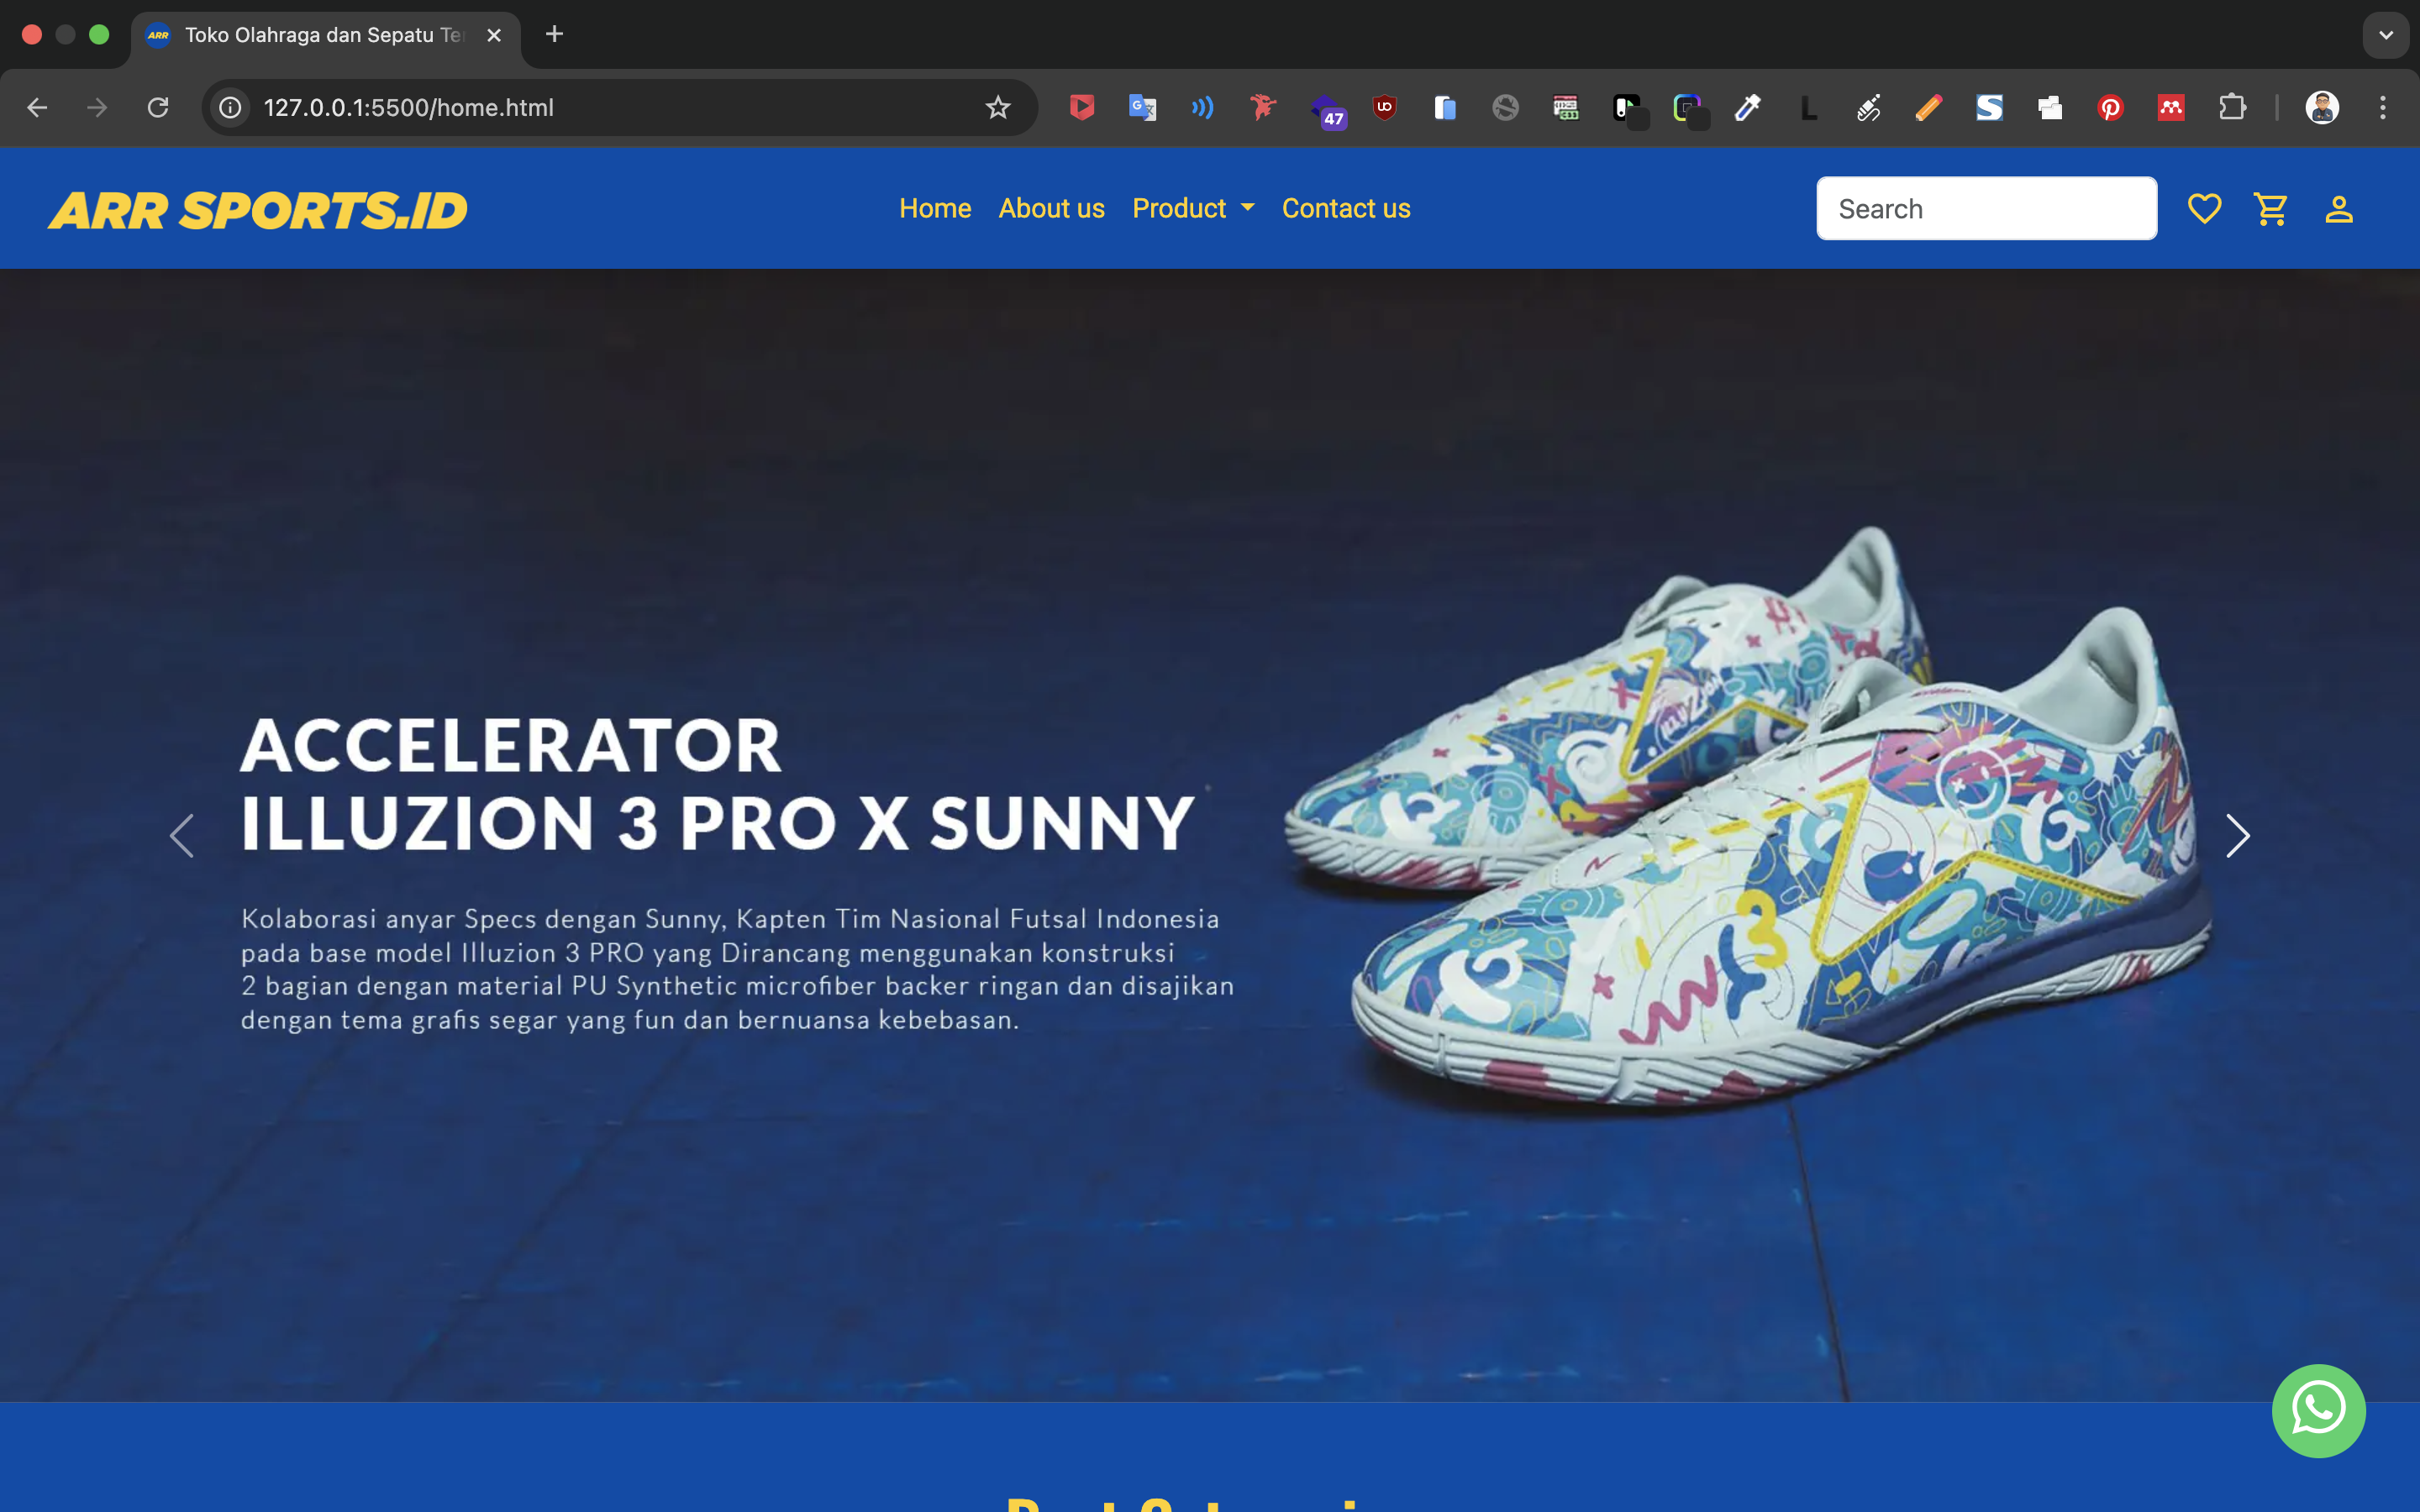 ARR
Toko Olahraga dan Sepatu Te
127.0.0.1:5500/home.html
47
ARR SPORTS.ID
Home
About us
Product
Contact us
Search
ACCELERATOR
ILLUZION 3 PRO X SUNNY
Kolaborasi anyar Specs dengan Sunny, Kapten Tim Nasional Futsal Indonesia
pada base model Illuzion 3 PRO yang Dirancang menggunakan konstruksi
2 bagian dengan material PU Synthetic microfiber backer ringan dan disajikan
dengan tema grafis segar yang fun dan bernuansa kebebasan.